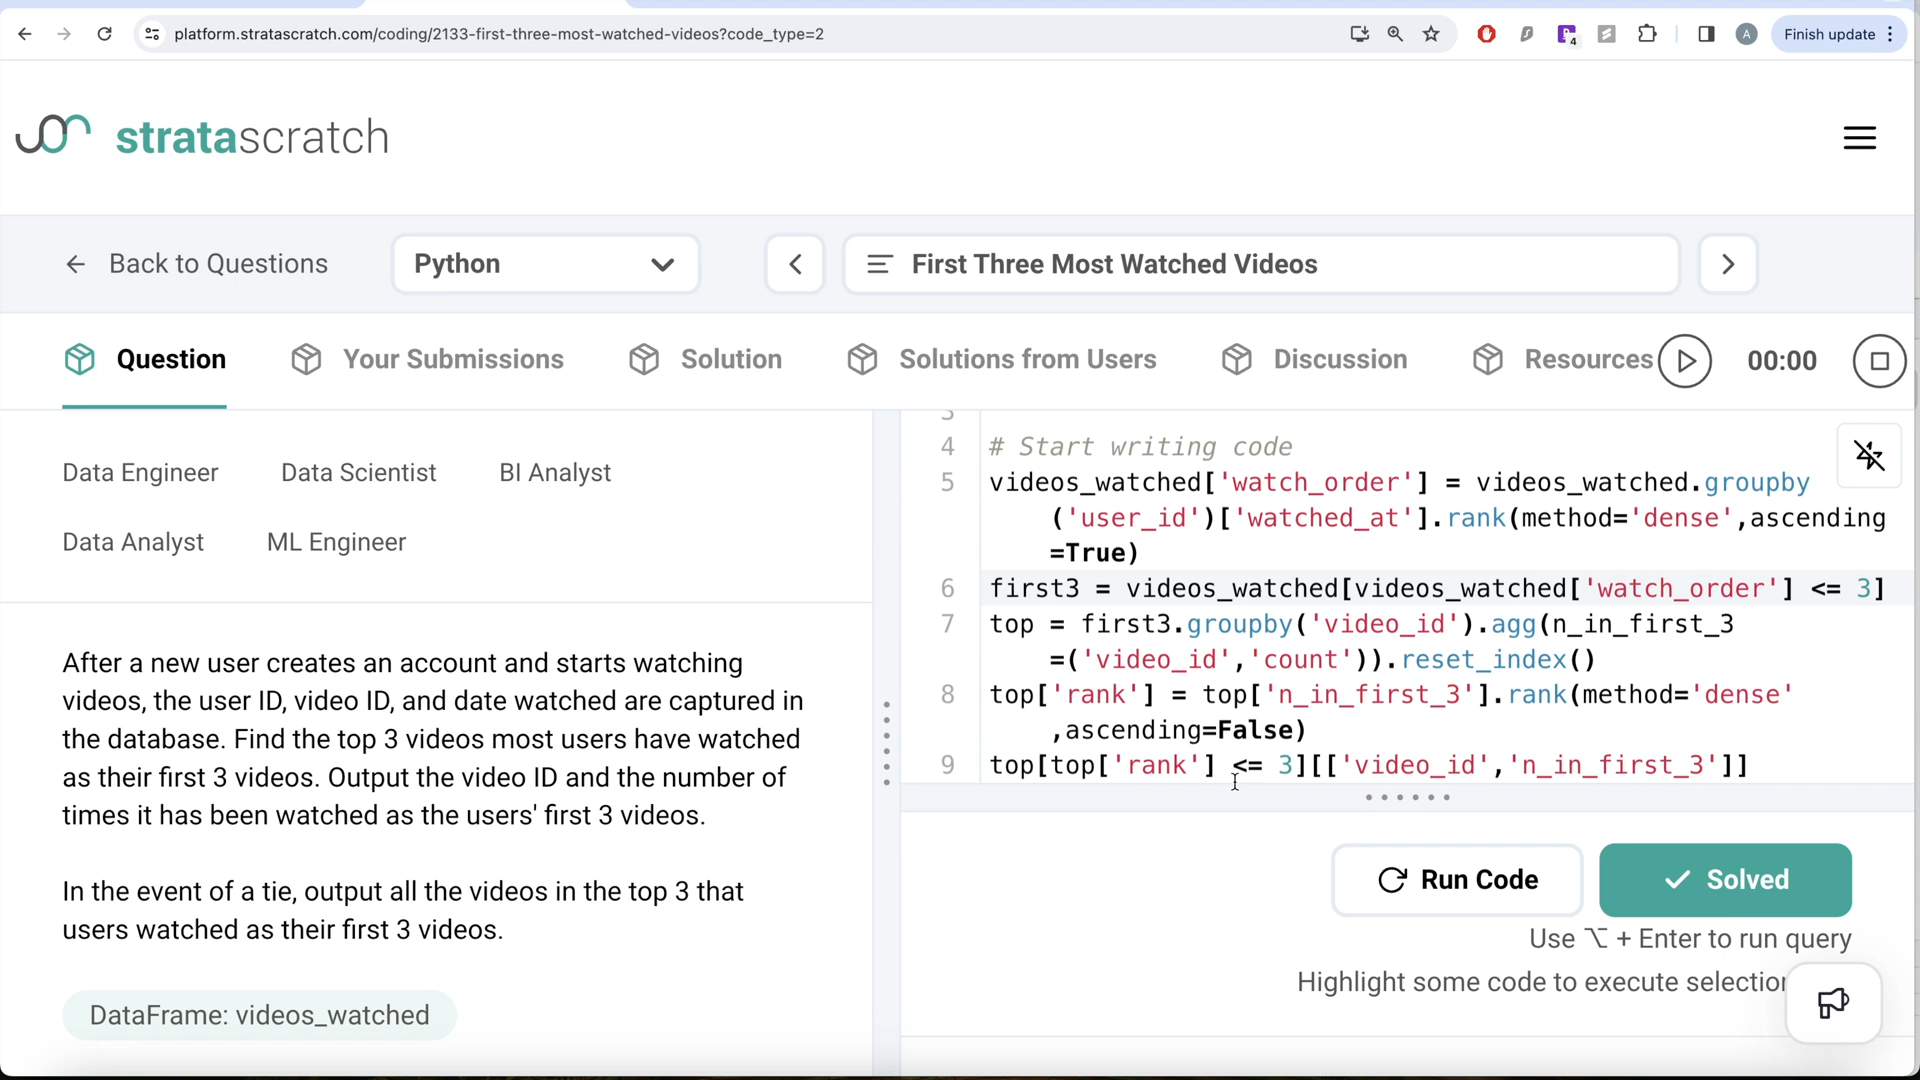 platform.stratascratch.com/coding/2133-first-three-most-watched-videos?code_type=2
4
A
Finish update
stratascratch
Back to Questions
Python
First Three Most Watched Videos
Question
Your Submissions
Solution
Solutions from Users
Discussion
Resources
00:00
Data Engineer
Data Scientist
BI Analyst
Data Analyst
ML Engineer
After a new user creates an account and starts watching
videos, the user ID, video ID, and date watched are captured in
the database. Find the top 3 videos most users have watched
as their first 3 videos. Output the video ID and the number of
times it has been watched as the users' first 3 videos.
In the event of a tie, output all the videos in the top 3 that
users watched as their first 3 videos.
DataFrame: videos_watched
3
4 # Start writing code
5 videos_watched['watch_order'] = videos_watched.groupby
('user_id')['watched_at'].rank(method='dense',ascending
=True)
6 first3 = videos_watched[videos_watched['watch_order'] <= 3]
7 top = first3.groupby('video_id').agg(n_in_first_3
=('video_id','count')).reset_index()
8 top['rank'] = top['n_in_first_3'].rank(method='dense'
,ascending=False)
9 top[top['rank'] <= 3][['video_id','n_in_first_3']]
Run Code
Solved
Use ⌥ + Enter to run query
Highlight some code to execute selection